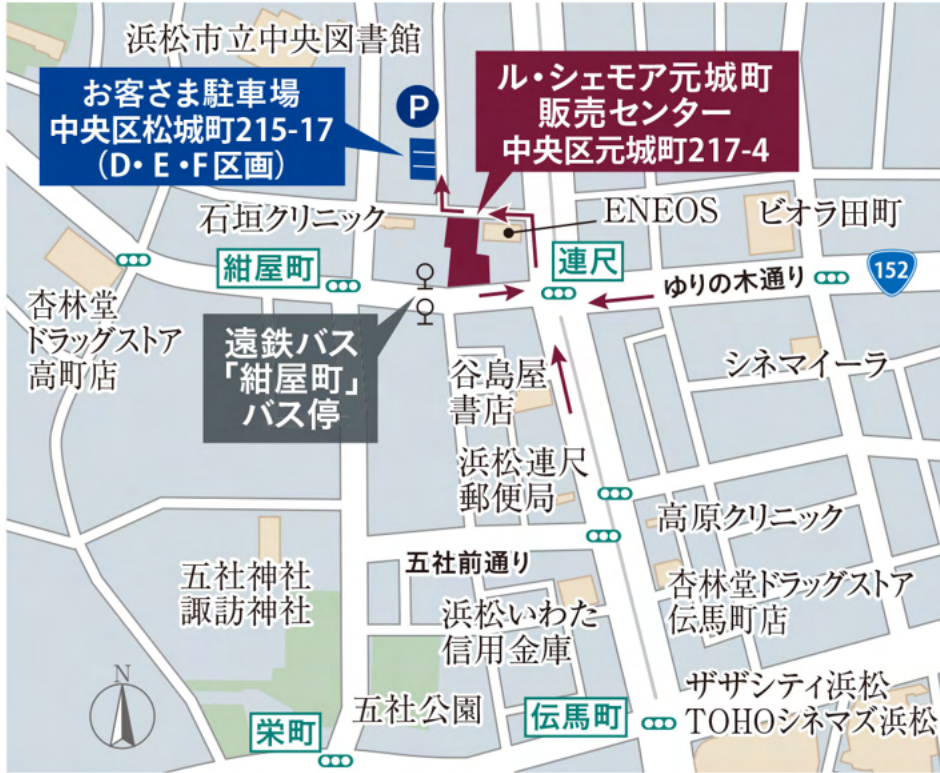 浜松市立中央図書館
お客さま駐車場
中央区松城町215-17
(D・E・F区画)
P
ル・シェモア元城町
販売センター
中央区元城町217-4
石垣クリニック
ENEOS
ビオラ田町
紺屋町
連尺
ゆりの木通り
152
杏林堂
ドラッグストア
高町店
遠鉄バス
「紺屋町」
バス停
谷島屋
書店
シネマイーラ
浜松連尺
郵便局
高原クリニック
五社前通り
五社神社
諏訪神社
浜松いわた
信用金庫
杏林堂ドラッグストア
伝馬町店
N
五社公園
栄町
伝馬町
ザザシティ浜松
TOHOシネマズ浜松